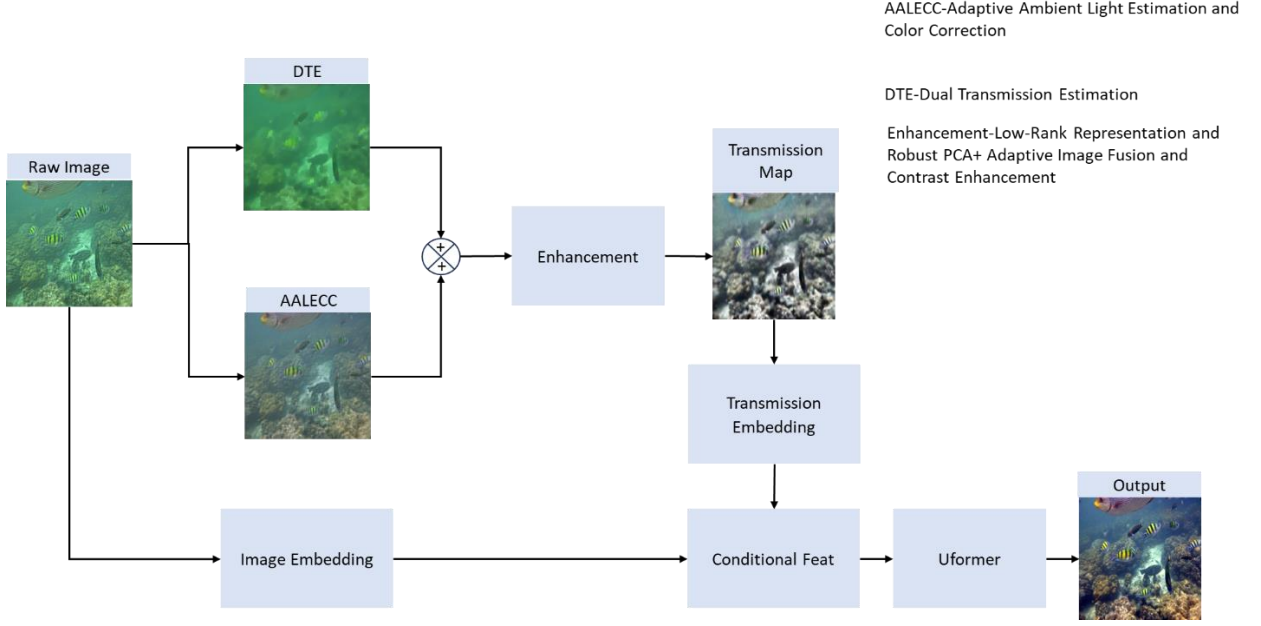 AALECC-Adaptive Ambient Light Estimation and
Color Correction
DTE
DTE-Dual Transmission Estimation
Enhancement-Low-Rank Representation and
Robust PCA+ Adaptive Image Fusion and
Contrast Enhancement
Raw Image
Transmission
Map
+
+
Enhancement
AALECC
Transmission
Embedding
Output
Image Embedding
Conditional Feat
Uformer